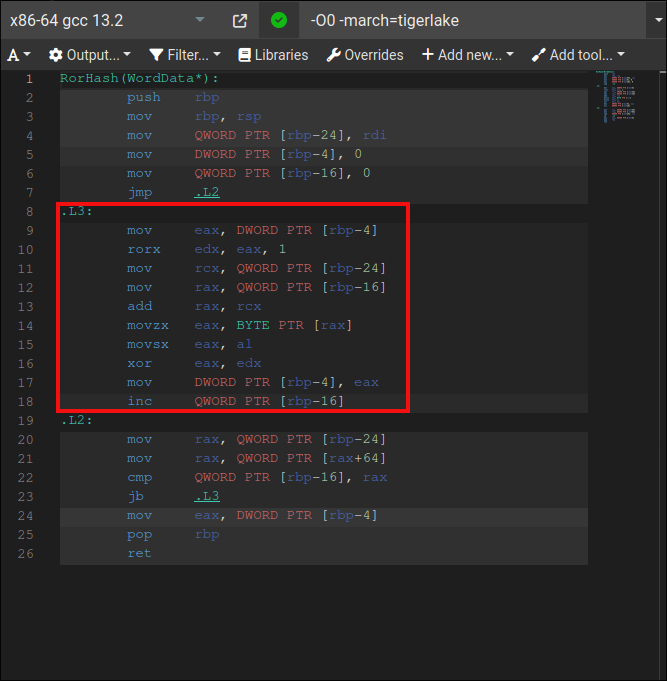 x86-64 gcc 13.2 -O0 -march=tigerlake
A Output... Filter... Libraries Overrides + Add new... Add tool...
1 RorHash(WordData*):
2 push rbp
3 mov rbp, rsp
4 mov QWORD PTR [rbp-24], rdi
5 mov DWORD PTR [rbp-4], 0
6 mov QWORD PTR [rbp-16], 0
7 jmp .L2
8 .L3:
9 mov eax, DWORD PTR [rbp-4]
10 rorx edx, eax, 1
11 mov rcx, QWORD PTR [rbp-24]
12 mov rax, QWORD PTR [rbp-16]
13 add rax, rcx
14 movzx eax, BYTE PTR [rax]
15 movsx eax, al
16 xor eax, edx
17 mov DWORD PTR [rbp-4], eax
18 inc QWORD PTR [rbp-16]
19 .L2:
20 mov rax, QWORD PTR [rbp-24]
21 mov rax, QWORD PTR [rax+64]
22 cmp QWORD PTR [rbp-16], rax
23 jb .L3
24 mov eax, DWORD PTR [rbp-4]
25 pop rbp
26 ret